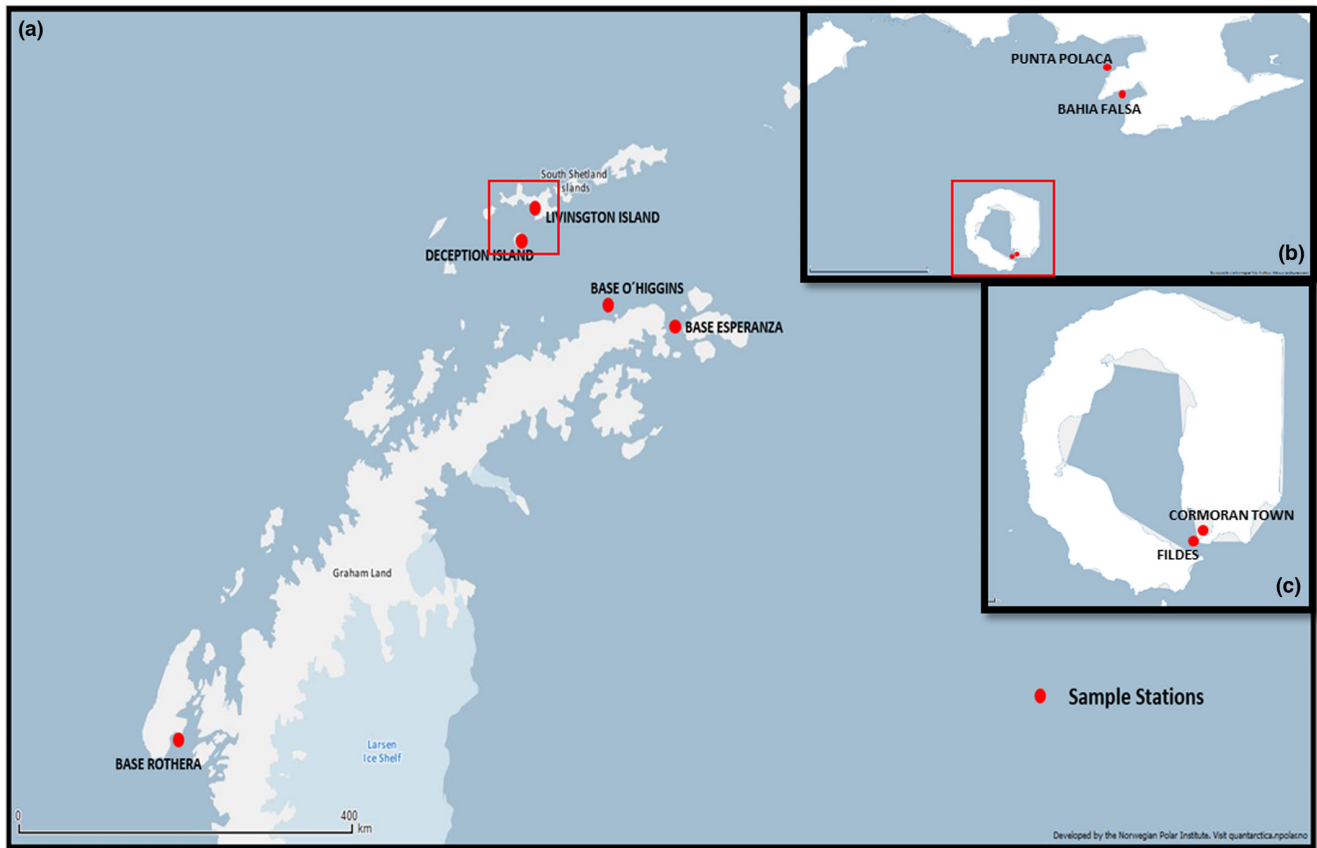 (a)
South Shetland
Islands
LIVINSGTON ISLAND
DECEPTION ISLAND
BASE O´HIGGINS
BASE ESPERANZA
Graham Land
Larsen
Ice Shelf
BASE ROTHERA
0
400
km
PUNTA POLACA
BAHIA FALSA
(b)
CORMORAN TOWN
FILDES
(c)
Sample Stations
Developed by the Norwegian Polar Institute. Visit quantarctica.npolar.no